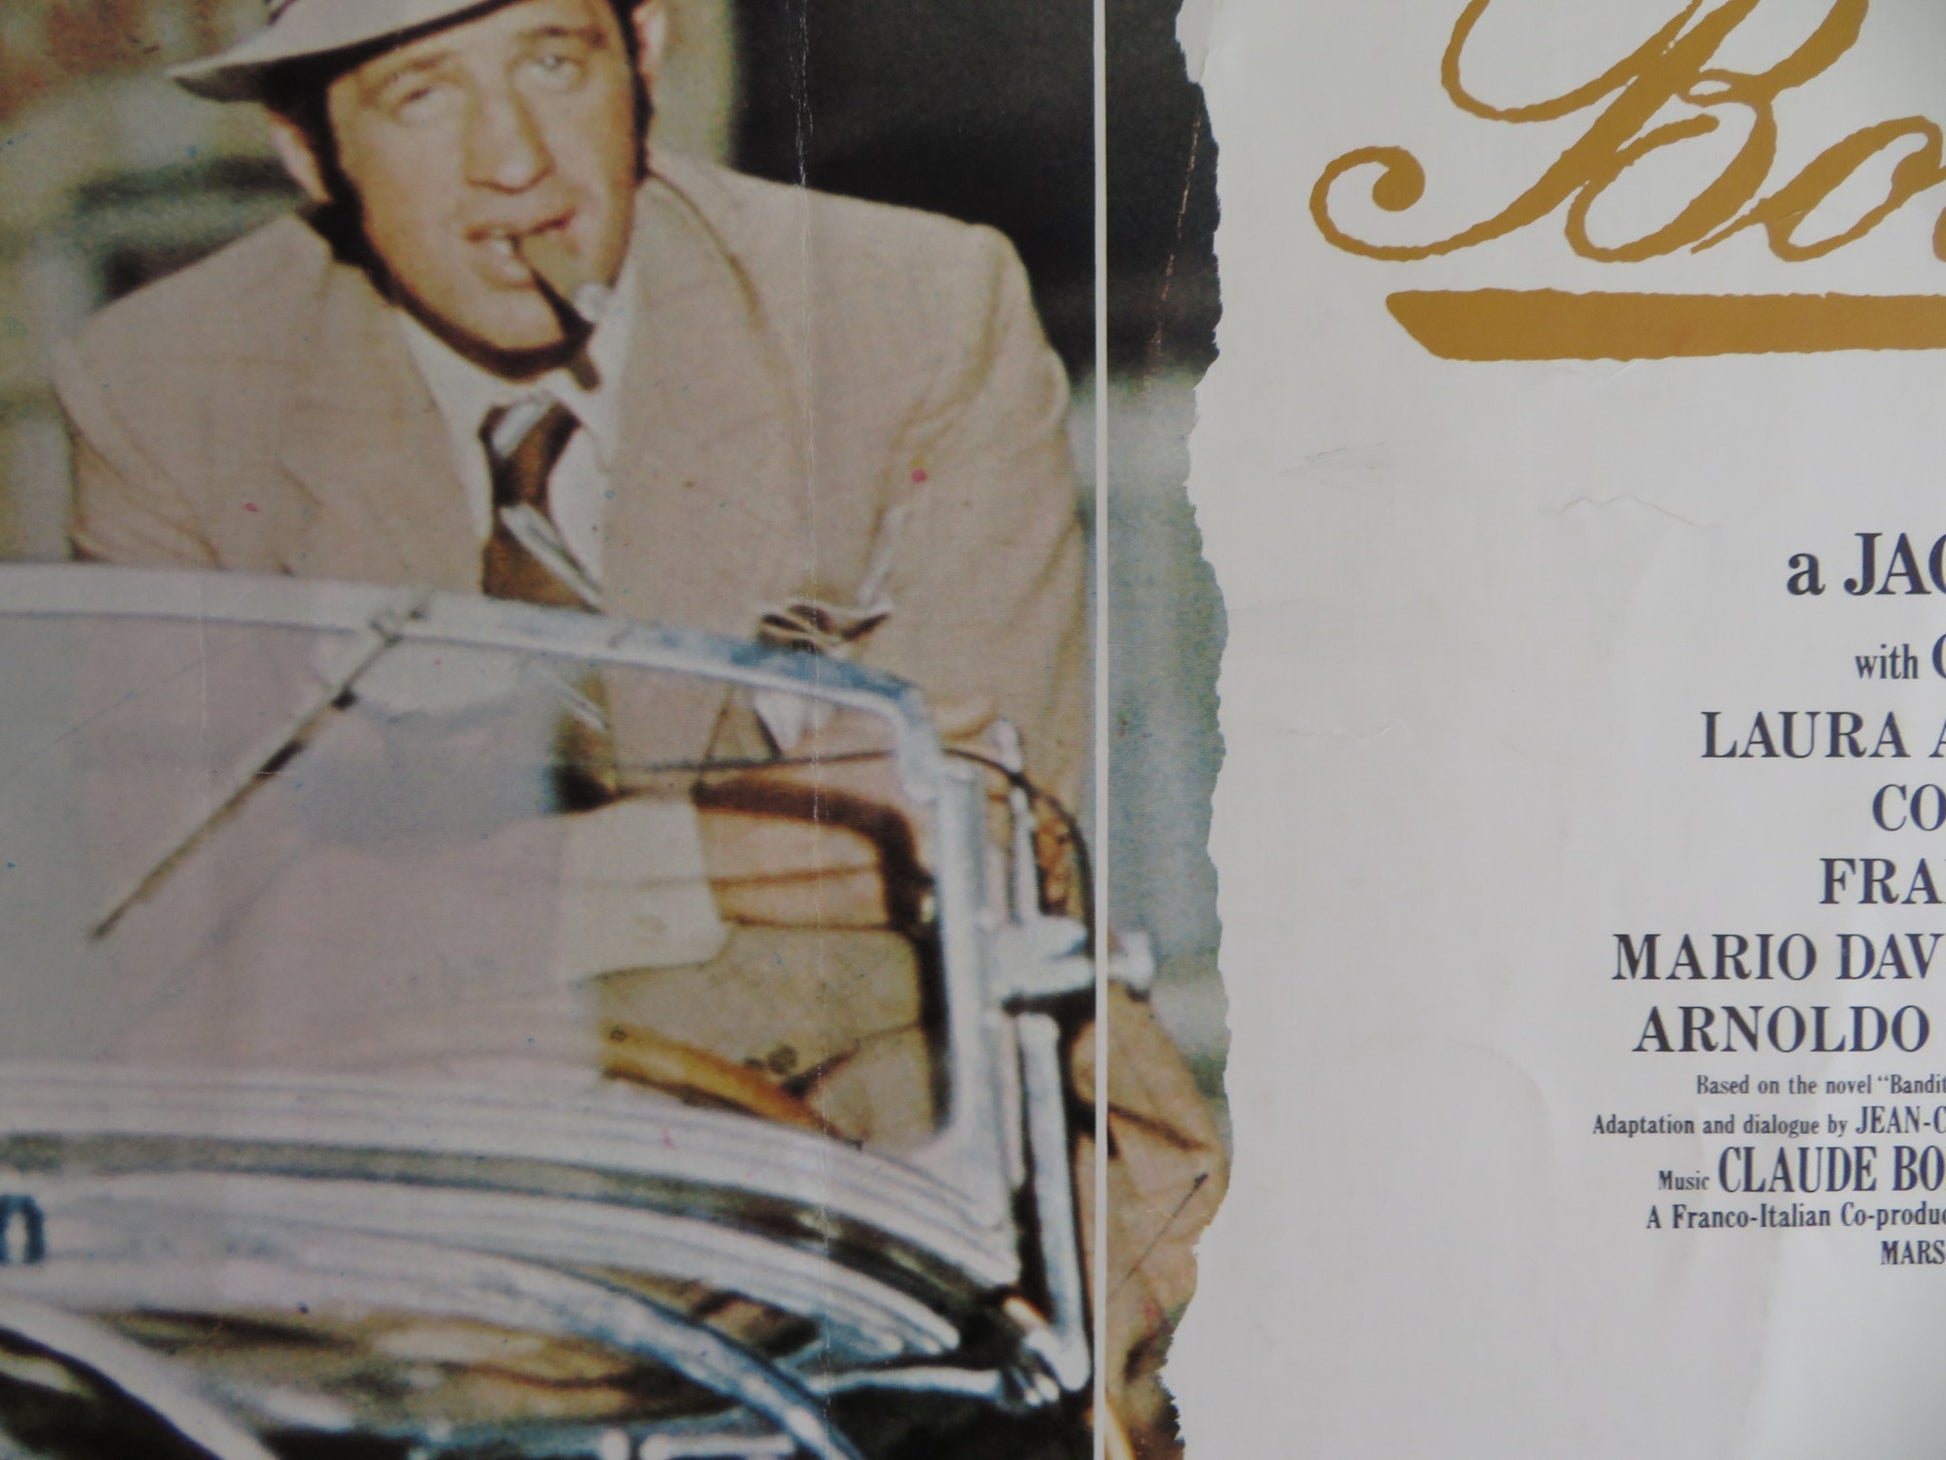 Bo
a JAC
with C
LAURA A
CO
FRA
MARIO DAV
ARNOLDO
Based on the novel "Bandit
Adaptation and dialogue by JEAN-C
Music CLAUDE BO
A Franco-Italian Co-produc
MARS